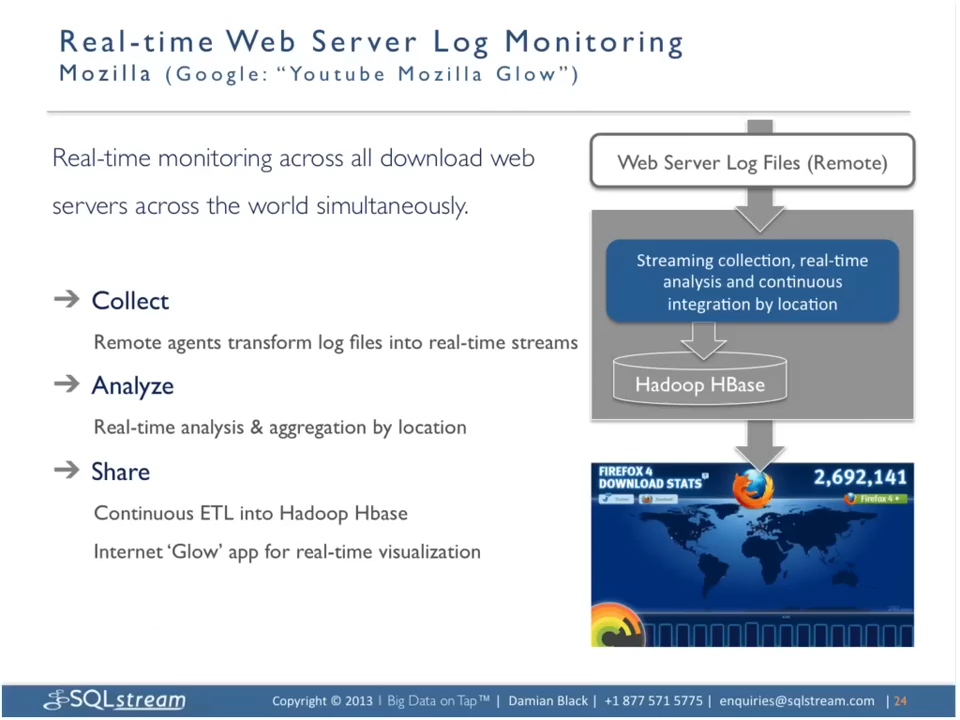 Real-time Web Server Log Monitoring
Mozilla (Google: “Youtube Mozilla Glow”)
Real-time monitoring across all download web
servers across the world simultaneously.
➔ Collect
Remote agents transform log files into real-time streams
➔ Analyze
Real-time analysis & aggregation by location
➔ Share
Continuous ETL into Hadoop Hbase
Internet ‘Glow’ app for real-time visualization
Web Server Log Files (Remote)
Streaming collection, real-time
analysis and continuous
integration by location
Hadoop HBase
FIREFOX 4
DOWNLOAD STATS
2,692,141
Firefox 4
SQLstream
Copyright © 2013 | Big Data on Tap™ | Damian Black | +1 877 571 5775 | enquiries@sqlstream.com | 24